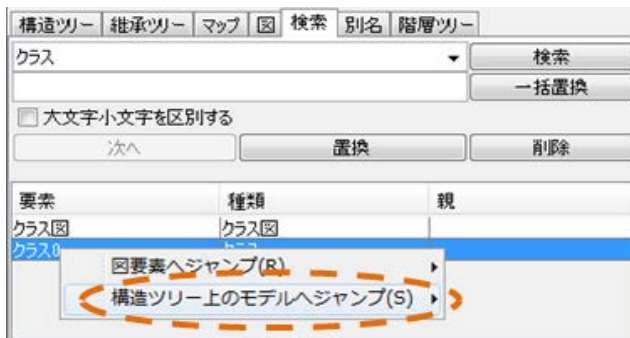 構造ツリー 継承ツリー マップ 図 検索 別名 階層ツリー
クラス 検索
一括置換
大文字小文字を区別する
次へ 置換 削除
要素 種類 親
クラス図 クラス図
クラス0
図要素へジャンプ(R)
構造ツリー上のモデルへジャンプ(S)